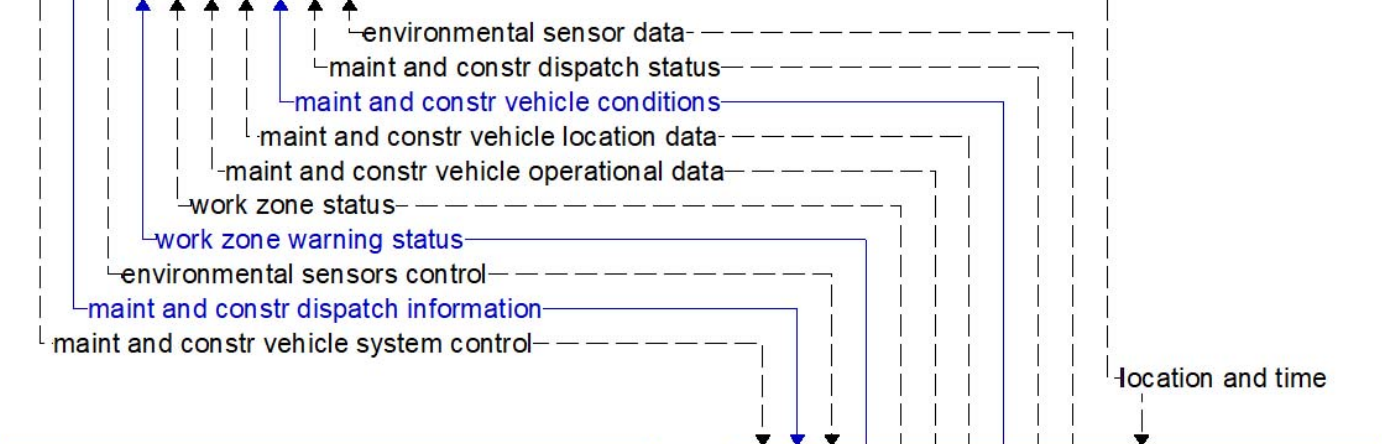 environmental sensor data
maint and constr dispatch status
maint and constr vehicle conditions
maint and constr vehicle location data
maint and constr vehicle operational data
work zone status
work zone warning status
environmental sensors control
maint and constr dispatch information
maint and constr vehicle system control
location and time